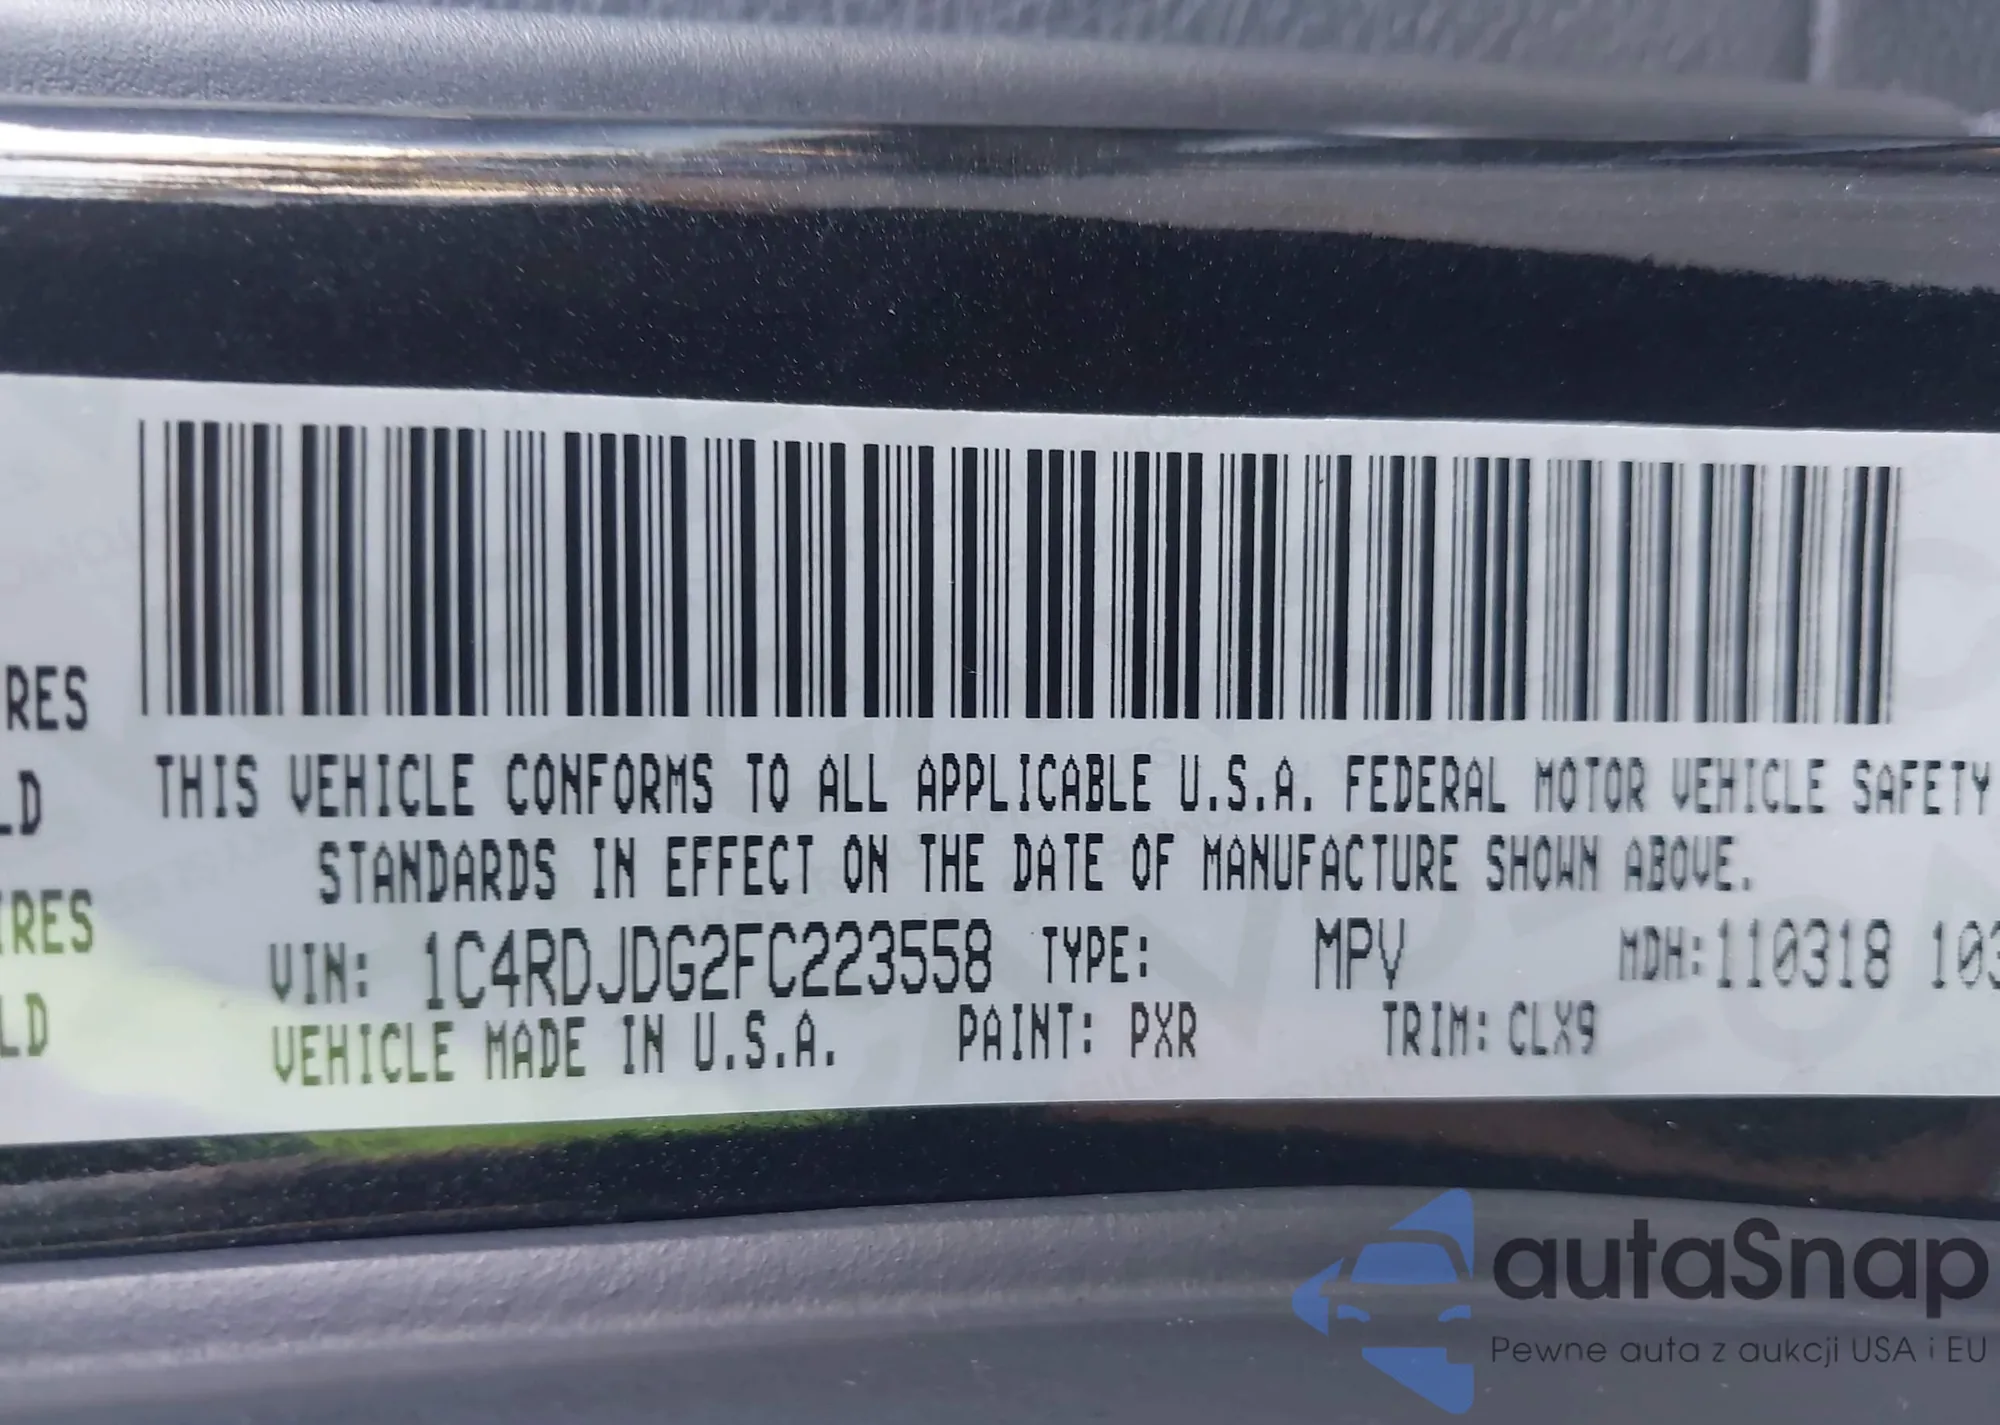 RES
LD
THIS VEHICLE CONFORMS TO ALL APPLICABLE U.S.A. FEDERAL MOTOR VEHICLE SAFETY
STANDARDS IN EFFECT ON THE DATE OF MANUFACTURE SHOWN ABOVE.
IRES
LD
VIN: 1C4RDJDG2FC223558 TYPE: MPV MDH:110318 103
VEHICLE MADE IN U.S.A. PAINT: PXR TRIM: CLX9
autaSnap
Pewne auta z aukcji USA i EU